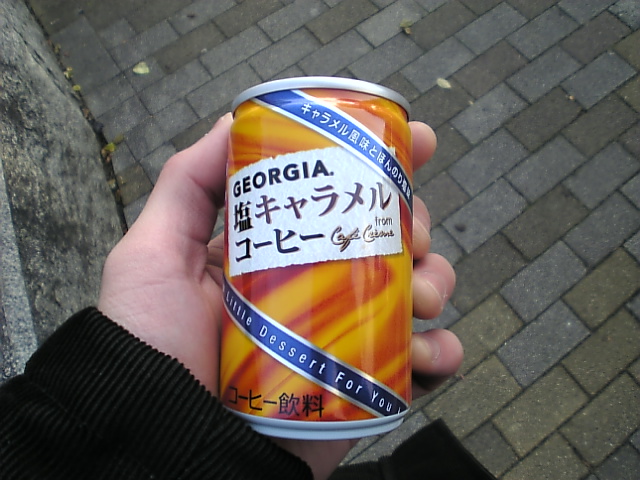 キャラメル風味とほんのり塩味
GEORGIA.
塩キャラメル
コーヒー
from
Café Cuisine
Little Dessert For You!
コーヒー飲料